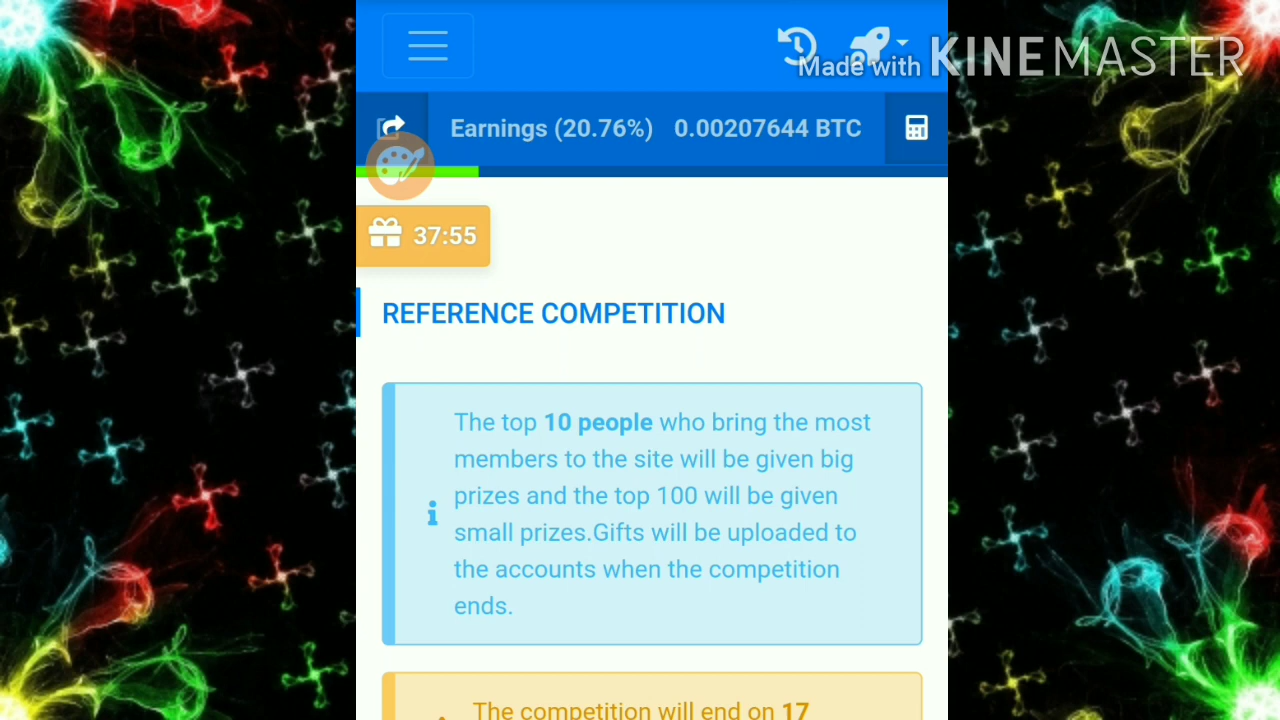 Made with KINEMASTER
Earnings (20.76%) 0.00207644 BTC
37:55
REFERENCE COMPETITION
The top 10 people who bring the most
members to the site will be given big
prizes and the top 100 will be given
small prizes.Gifts will be uploaded to
the accounts when the competition
ends.
The competition will end on 17